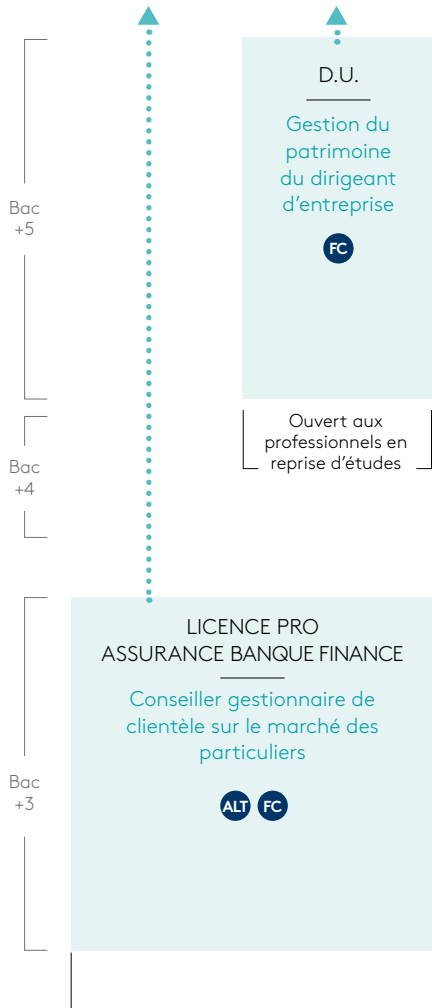 D.U.
Gestion du
patrimoine
du dirigeant
d’entreprise
FC
Bac
+5
Ouvert aux
professionnels en
reprise d’études
Bac
+4
LICENCE PRO
ASSURANCE BANQUE FINANCE
Conseiller gestionnaire de
clientèle sur le marché des
particuliers
ALT FC
Bac
+3